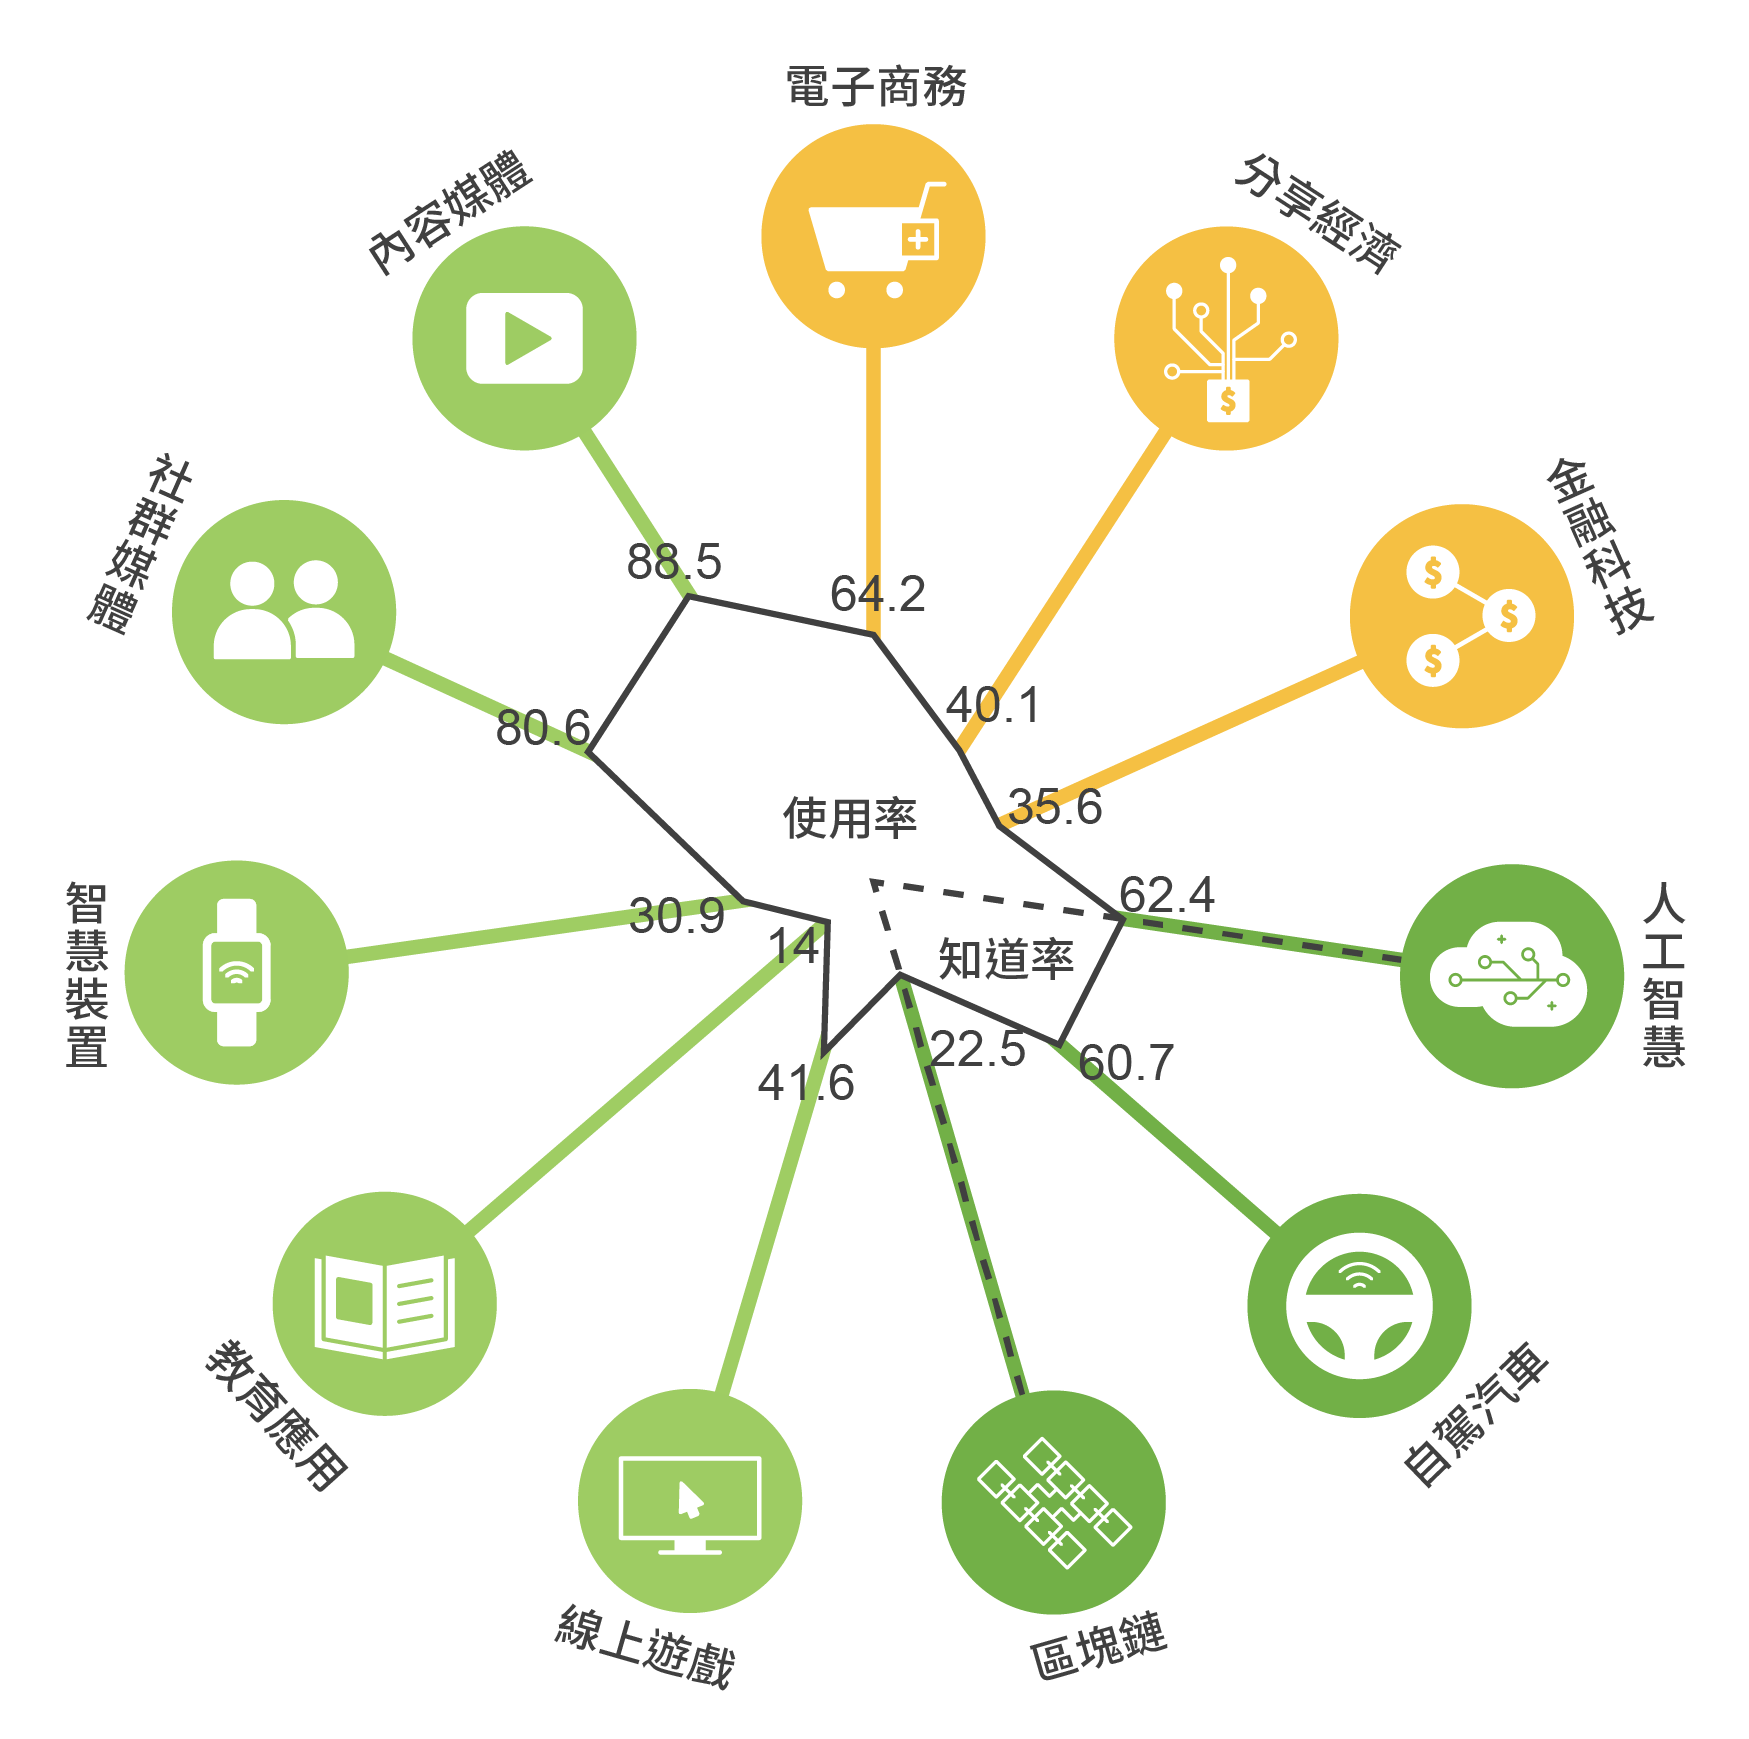 電子商務
分享經濟
金融科技
人工智慧
自駕汽車
區塊鏈
線上遊戲
教育應用
智慧裝置
社群媒體
內容媒體
88.5
64.2
40.1
35.6
62.4
60.7
22.5
41.6
14
30.9
80.6
使用率
知道率
$
$
$
$